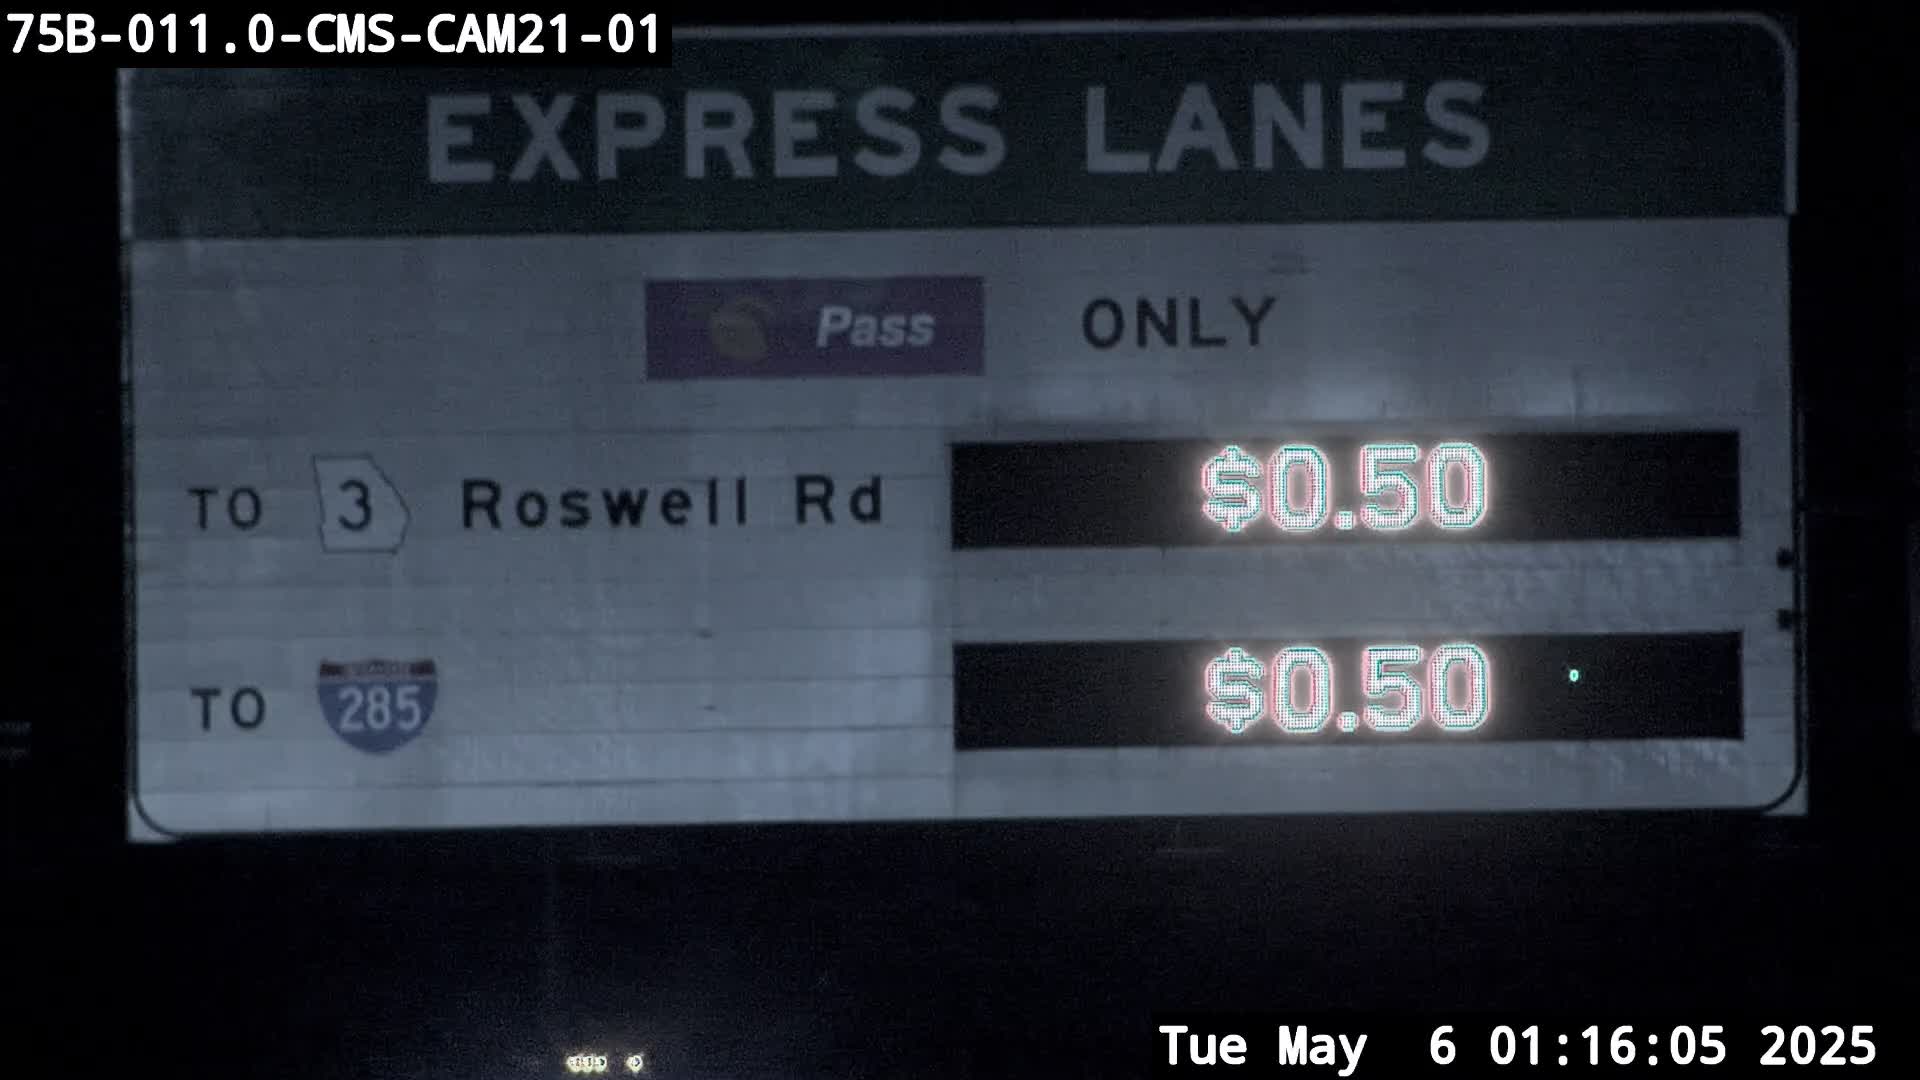 75B-011.0-CMS-CAM21-01
EXPRESS LANES
Pass ONLY
TO 3 Roswell Rd $0.50
TO 285 $0.50
Tue May 6 01:16:05 2025